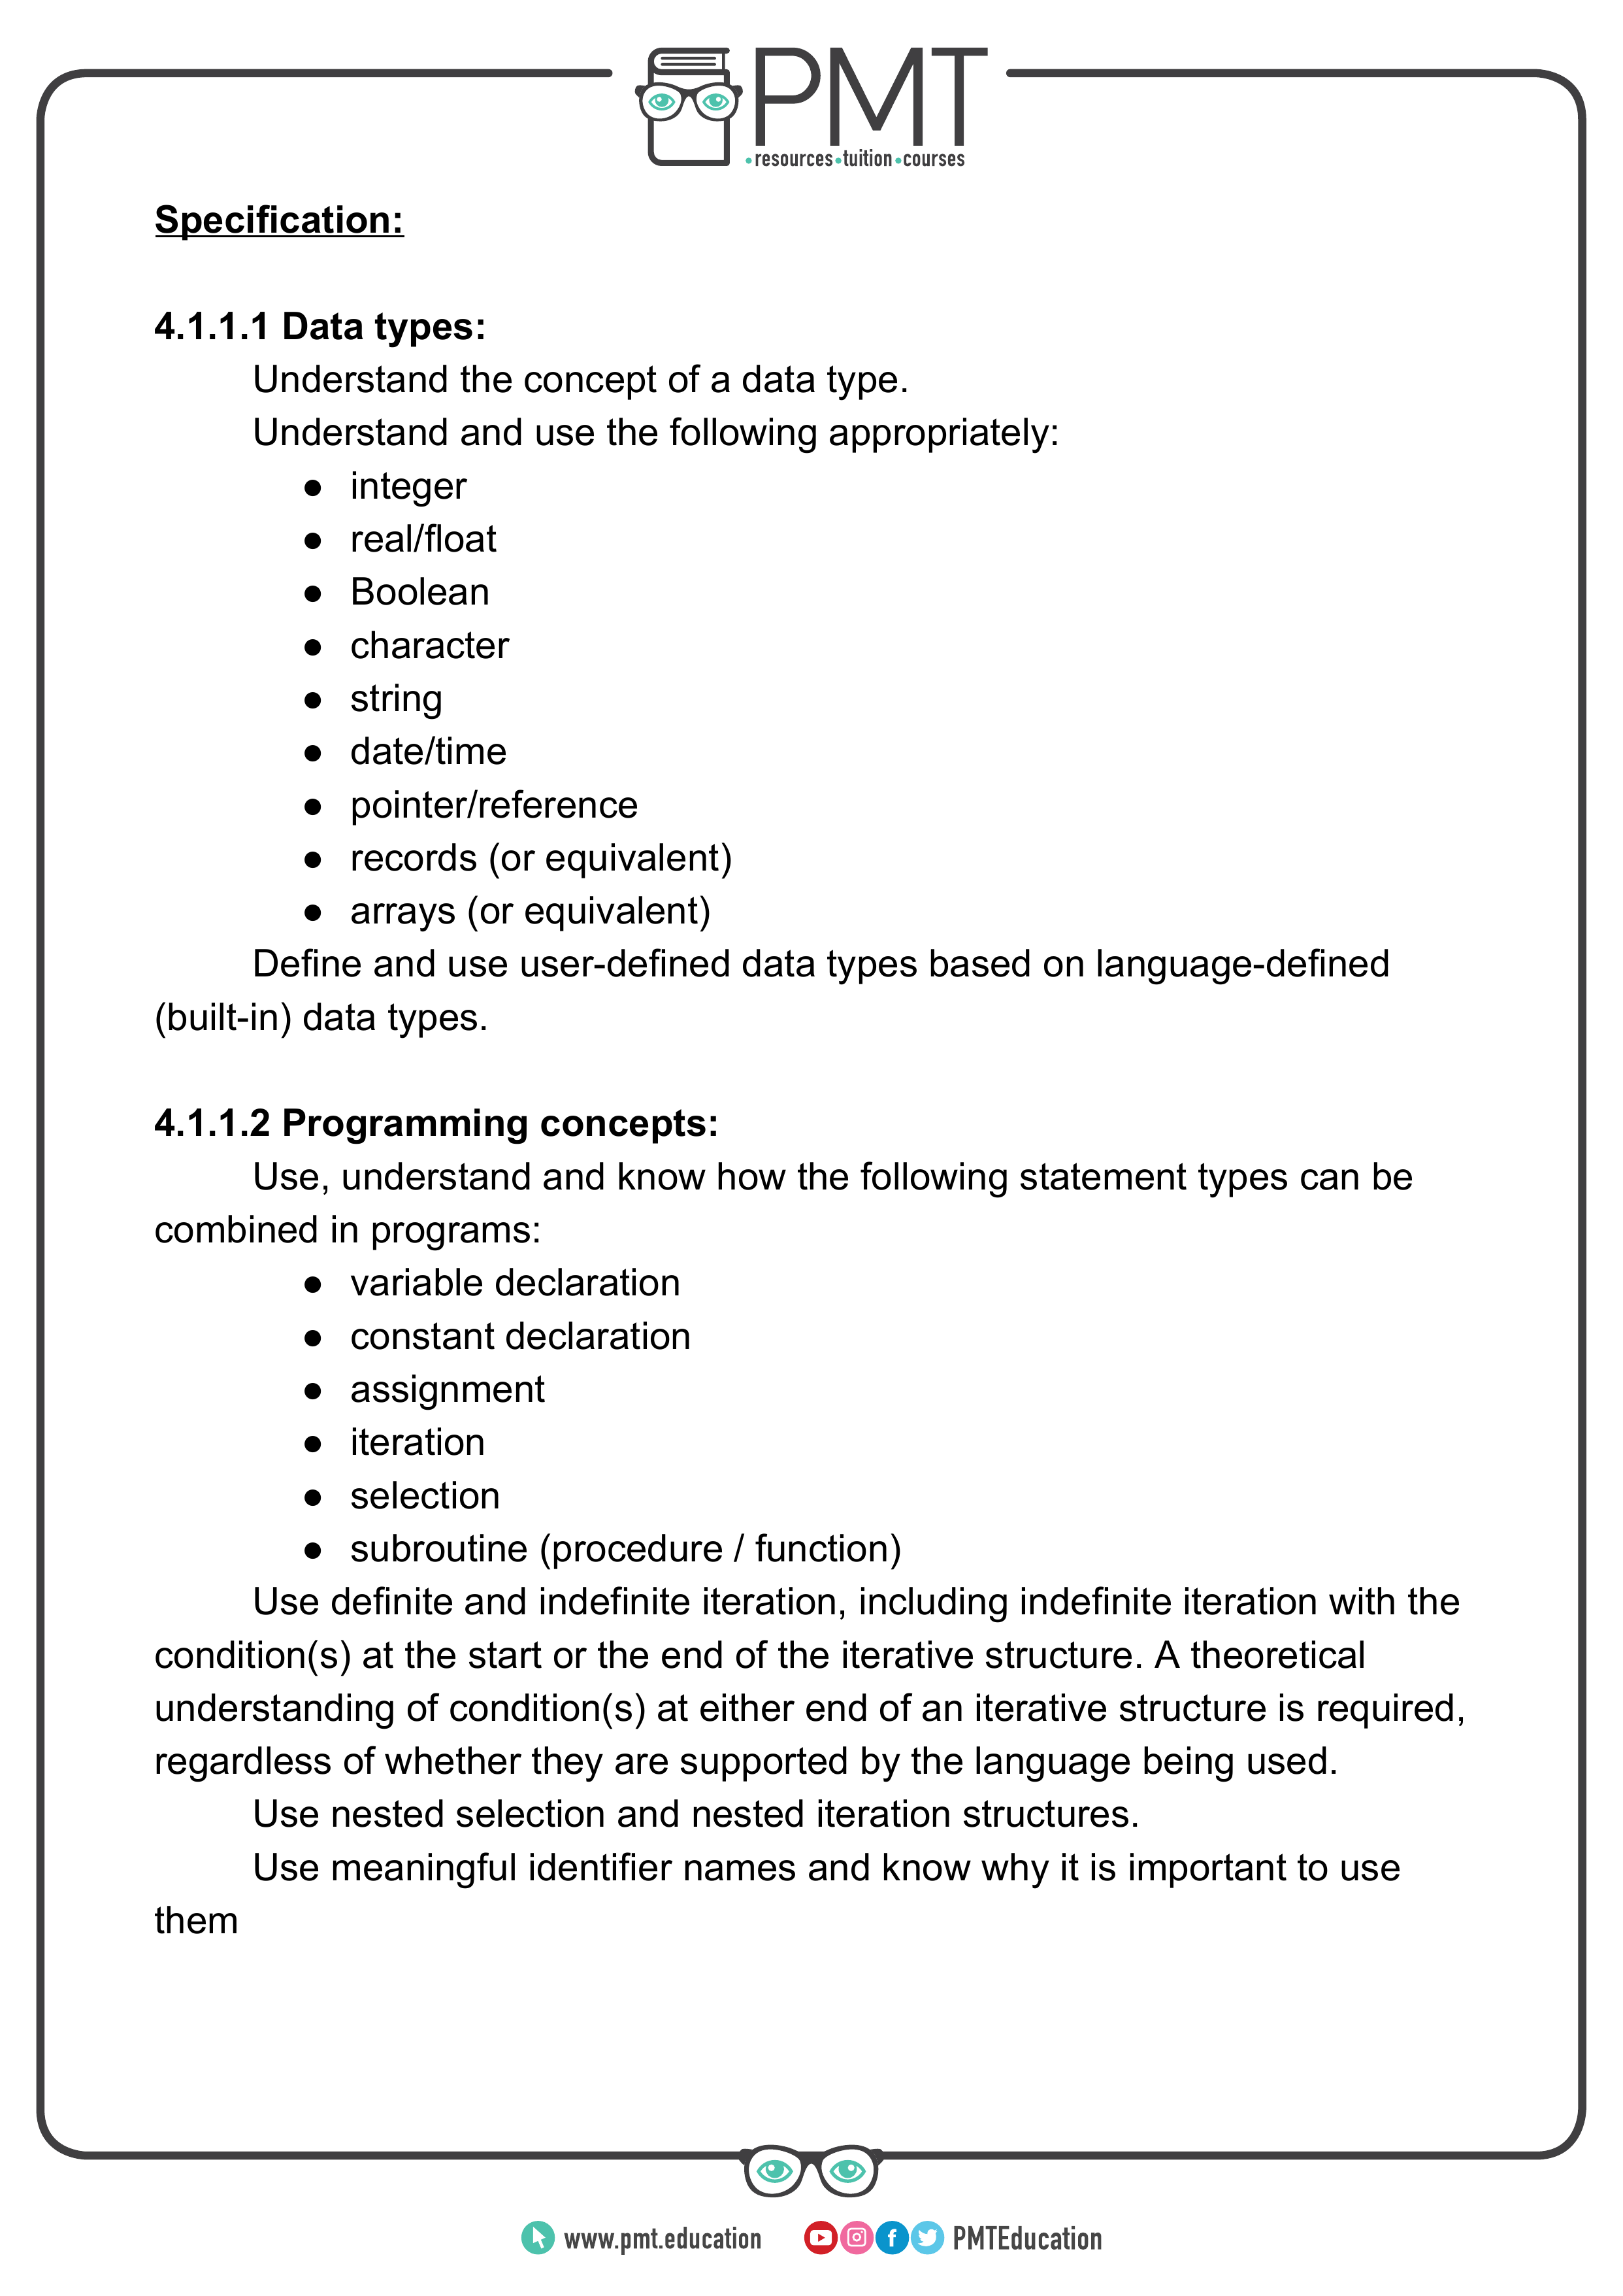 PMT
•resources•tuition•courses
Specification:
4.1.1.1 Data types:
Understand the concept of a data type.
Understand and use the following appropriately:
● integer
● real/float
● Boolean
● character
● string
● date/time
● pointer/reference
● records (or equivalent)
● arrays (or equivalent)
Define and use user-defined data types based on language-defined
(built-in) data types.
4.1.1.2 Programming concepts:
Use, understand and know how the following statement types can be
combined in programs:
● variable declaration
● constant declaration
● assignment
● iteration
● selection
● subroutine (procedure / function)
Use definite and indefinite iteration, including indefinite iteration with the
condition(s) at the start or the end of the iterative structure. A theoretical
understanding of condition(s) at either end of an iterative structure is required,
regardless of whether they are supported by the language being used.
Use nested selection and nested iteration structures.
Use meaningful identifier names and know why it is important to use
them
www.pmt.education PMTEducation